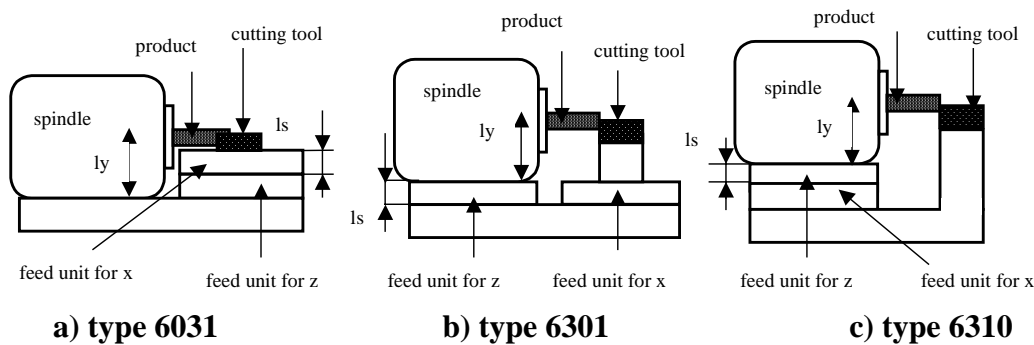 product
cutting tool
spindle
ly
ls
feed unit for x
feed unit for z
a) type 6031
product
cutting tool
spindle
ly
ls
feed unit for z
feed unit for x
b) type 6301
product
cutting tool
spindle
ly
ls
feed unit for z
feed unit for x
c) type 6310